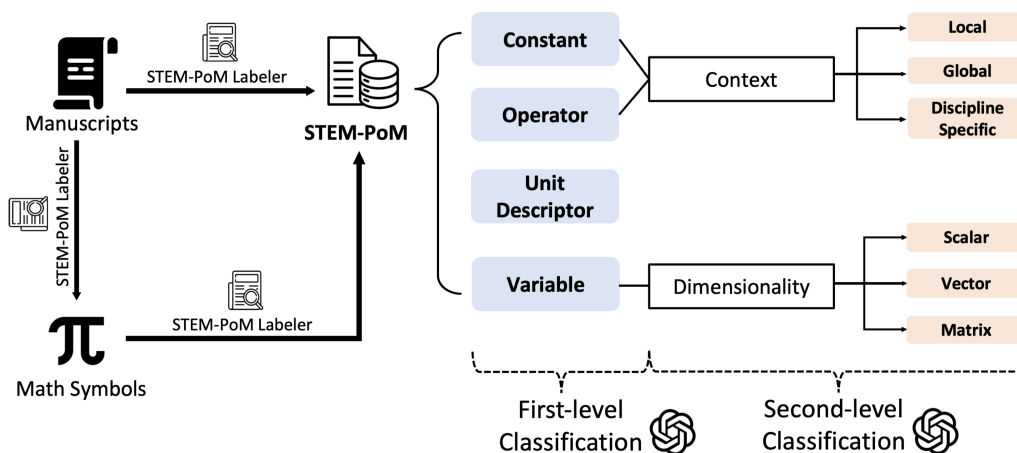 STEM-PoM Labeler
Manuscripts
STEM-PoM
STEM-PoM Labeler
STEM-PoM Labeler
Math Symbols
Constant
Operator
Unit
Descriptor
Variable
Context
Dimensionality
Local
Global
Discipline
Specific
Scalar
Vector
Matrix
First-level
Classification
Second-level
Classification